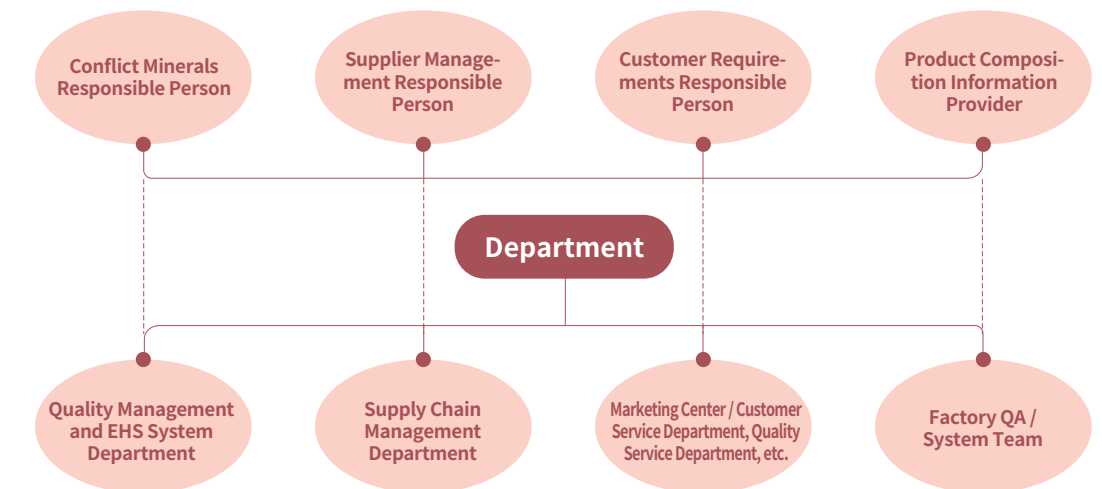 Conflict Minerals
Responsible Person
Supplier Manage-
ment Responsible
Person
Customer Require-
ments Responsible
Person
Product Composi-
tion Information
Provider
Department
Quality Management
and EHS System
Department
Supply Chain
Management
Department
Marketing Center / Customer
Service Department, Quality
Service Department, etc.
Factory QA /
System Team